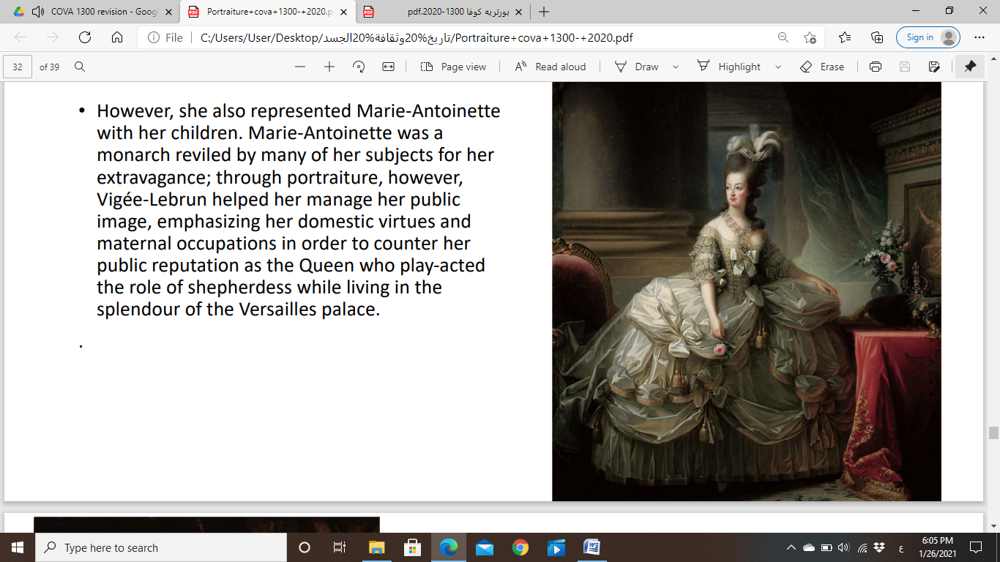 COVA 1300 revision - Goog
Portraiture+cova+1300-+2020.p
بورتريه كوفا 1300-2020.pdf
File
C:/Users/User/Desktop/تاريخ%20وثقافة%20الجسد/Portraiture+cova+1300-+2020.pdf
Sign in
32 of 39
Page view
Read aloud
Draw
Highlight
Erase
• However, she also represented Marie-Antoinette
with her children. Marie-Antoinette was a
monarch reviled by many of her subjects for her
extravagance; through portraiture, however,
Vigée-Lebrun helped her manage her public
image, emphasizing her domestic virtues and
maternal occupations in order to counter her
public reputation as the Queen who play-acted
the role of shepherdess while living in the
splendour of the Versailles palace.
.
Type here to search
ع
6:05 PM
1/26/2021